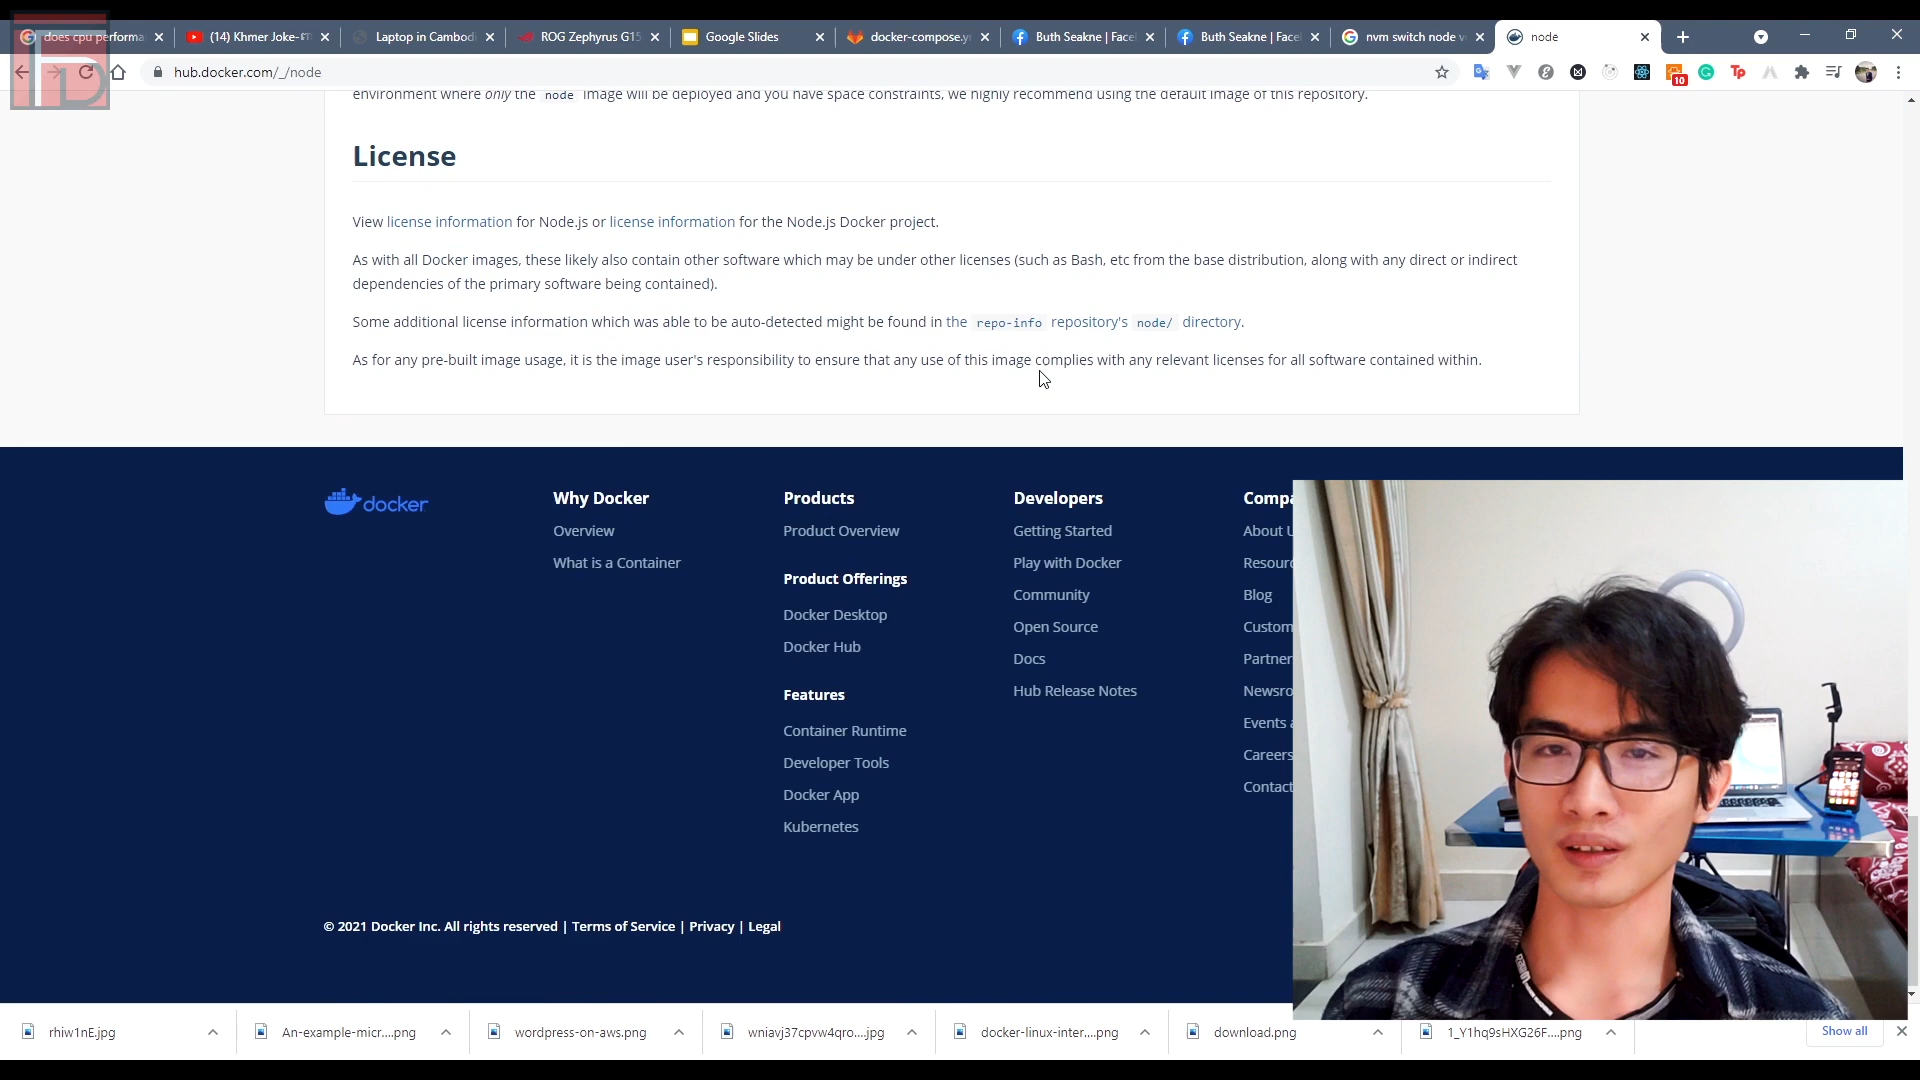 does cpu performa
(14) Khmer Joke-
Laptop in Cambod
ROG Zephyrus G15
Google Slides
docker-compose.y
Buth Seakne | Face
Buth Seakne | Face
nvm switch node v
node
hub.docker.com/_/node
10
environment where only the node image will be deployed and you have space constraints, we highly recommend using the default image of this repository.
License
View license information for Node.js or license information for the Node.js Docker project.
As with all Docker images, these likely also contain other software which may be under other licenses (such as Bash, etc from the base distribution, along with any direct or indirect
dependencies of the primary software being contained).
Some additional license information which was able to be auto-detected might be found in the repo-info repository's node/ directory.
As for any pre-built image usage, it is the image user's responsibility to ensure that any use of this image complies with any relevant licenses for all software contained within.
docker
Why Docker
Overview
What is a Container
Products
Product Overview
Product Offerings
Docker Desktop
Docker Hub
Features
Container Runtime
Developer Tools
Docker App
Kubernetes
Developers
Getting Started
Play with Docker
Community
Open Source
Docs
Hub Release Notes
Compa
About U
Resourc
Blog
Custom
Partner
Newsro
Events a
Careers
Contact
© 2021 Docker Inc. All rights reserved | Terms of Service | Privacy | Legal
rhiw1nE.jpg
An-example-micr....png
wordpress-on-aws.png
wniavj37cpvw4qro....jpg
docker-linux-inter....png
download.png
1_Y1hq9sHXG26F....png
Show all